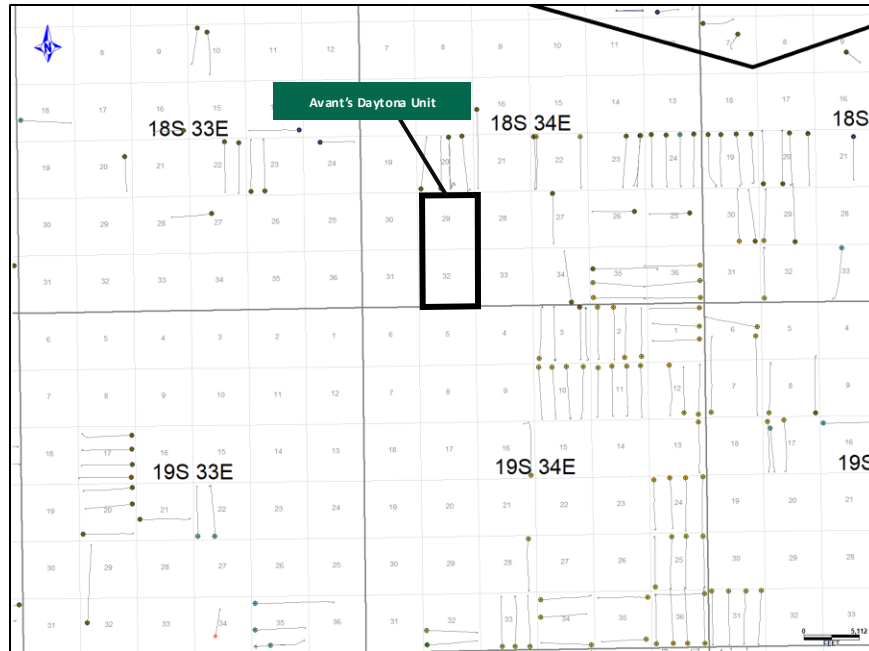 N
8 9 10 11 12 7 8 9 10 11 12 7 8 9
Avant's Daytona Unit
18 17 16 15 16 15 14 13 18 17 16
18S 33E 18S 34E 18S
19 20 21 22 23 24 19 20 21 22 23 24 19 20 21
30 29 28 27 26 25 30 29 28 27 26 25 30 29 28
31 32 33 34 35 36 31 32 33 34 35 36 31 32 33
6 5 4 3 2 1 6 5 4 3 2 1 6 5 4
7 8 9 10 11 12 7 8 9 10 11 12 7 8 9
18 17 16 15 14 13 18 17 16 15 14 13 18 17 16
19S 33E 19S 34E 19S
19 20 21 22 23 24 19 20 21 22 23 24 19 20 21
30 29 28 27 26 25 30 29 28 27 26 25 30 29 28
31 32 33 34 35 36 31 32 33 34 35 36 31 32 33
0 5,112
FEET